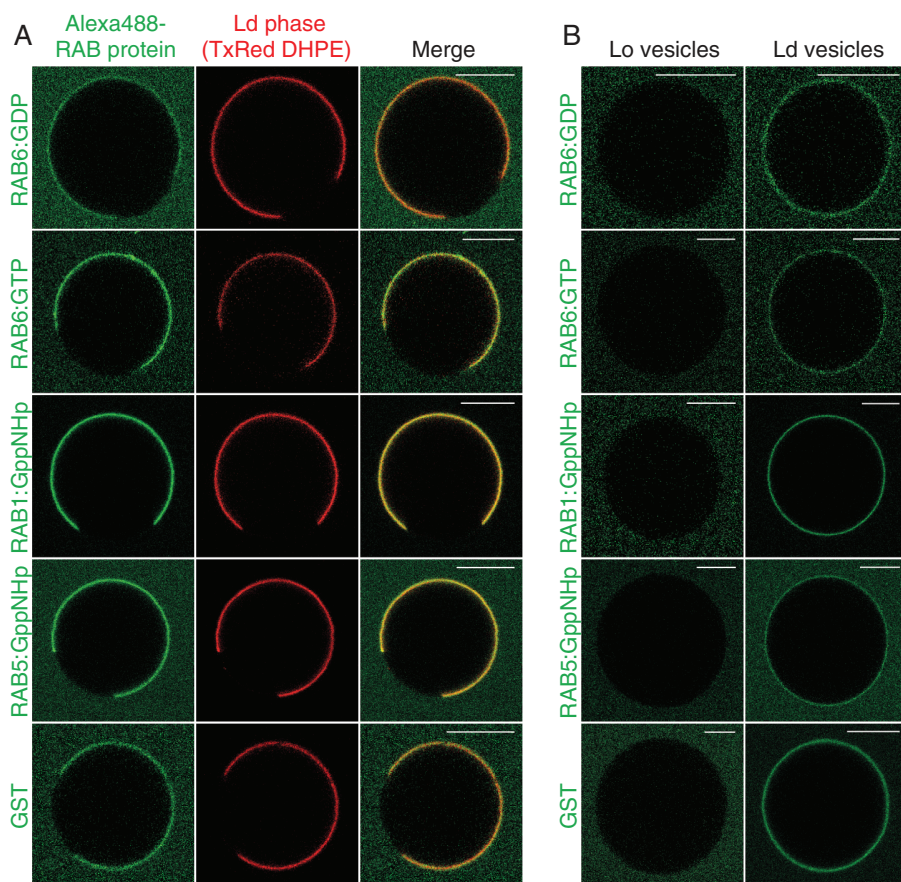 A
Alexa488-
RAB protein
Ld phase
(TxRed DHPE)
Merge
RAB6:GDP
RAB6:GTP
RAB1:GppNHp
RAB5:GppNHp
GST
B
Lo vesicles
Ld vesicles
RAB6:GDP
RAB6:GTP
RAB1:GppNHp
RAB5:GppNHp
GST